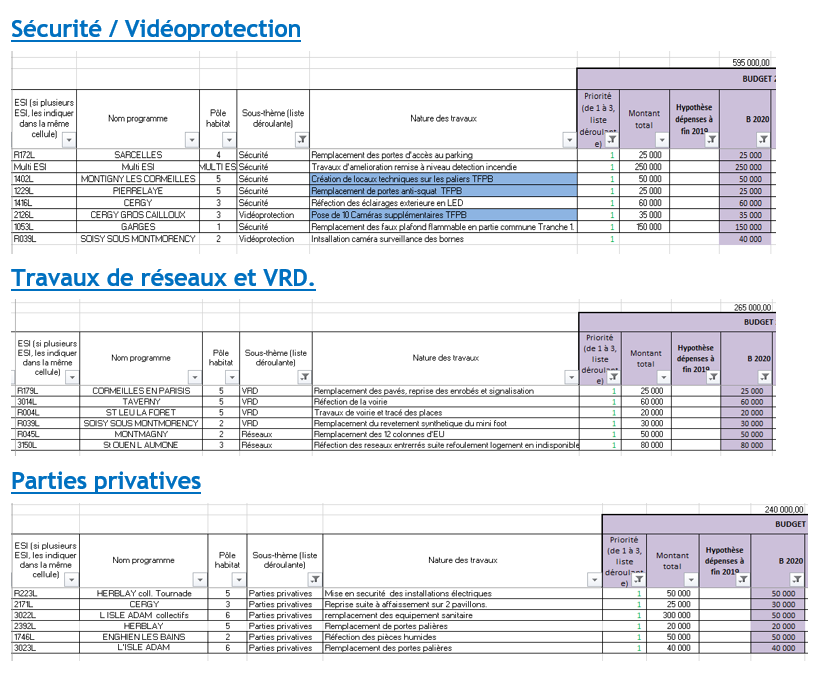 Sécurité / Vidéoprotection
595 000,00
BUDGET 2
ESI (si plusieurs ESI, les indiquer dans la même cellule) Nom programme Pôle habitat Sous-thème (liste déroulante) Nature des travaux Priorité (de 1 à 3, liste déroulante) Montant total Hypothèse dépenses à fin 2019 B 2020
R172L SARCELLES 4 Sécurité Remplacement des portes d'accès au parking 1 25 000 25 000
Multi ESI Multi ESI MULTI ES Sécurité Travaux d'amelioration remise à niveau detection incendie 1 250 000 250 000
1402L MONTIGNY LES CORMEILLES 5 Sécurité Création de locaux techniques sur les paliers TFPB 1 50 000 50 000
1229L PIERRELAYE 5 Sécurité Remplacement de portes anti-squat TFPB 1 25 000 25 000
1416L CERGY 3 Sécurité Réfection des éclairages exterieure en LED 1 60 000 60 000
2126L CERGY GROS CAILLOUX 3 Vidéoprotection Pose de 10 Caméras supplémentaires TFPB 1 35 000 35 000
1053L GARGES 1 Sécurité Remplacement des faux plafond flammable en partie commune Tranche 1. 1 150 000 150 000
R039L SOISY SOUS MONTMORENCY 2 Vidéoprotection Intsallation caméra surveillance des bornes 1 40 000
Travaux de réseaux et VRD.
265 000,00
BUDGET
ESI (si plusieurs ESI, les indiquer dans la même cellule) Nom programme Pôle habitat Sous-thème (liste déroulante) Nature des travaux Priorité (de 1 à 3, liste déroulante) Montant total Hypothèse dépenses à fin 2019 B 2020
R179L CORMEILLES EN PARISIS 5 VRD Remplacement des pavés, reprise des enrobés et signalisation 1 25 000 25 000
3014L TAVERNY 5 VRD Réfection de la voirie 1 60 000 60 000
R004L ST LEU LA FORET 5 VRD Travaux de voirie et tracé des places 1 20 000 20 000
R039L SOISY SOUS MONTMORENCY 2 VRD Remplacement du revetement synthetique du mini foot 1 30 000 30 000
R045L MONTMAGNY 2 Réseaux Remplacement des 12 colonnes d'EU 1 50 000 50 000
3150L St OUEN L AUMONE 3 Réseaux Réfection des reseaux enterrés suite refoulement logement en indisponible 1 80 000 80 000
Parties privatives
240 000,00
BUDGET
ESI (si plusieurs ESI, les indiquer dans la même cellule) Nom programme Pôle habitat Sous-thème (liste déroulante) Nature des travaux Priorité (de 1 à 3, liste déroulante) Montant total Hypothèse dépenses à fin 2019 B 2020
R223L HERBLAY coll. Tournade 5 Parties privatives Mise en securité des installations électriques 1 50 000 50 000
2171L CERGY 3 Parties privatives Reprise suite à affaissement sur 2 pavillons. 1 25 000 30 000
3022L L ISLE ADAM collectifs 6 Parties privatives remplacement des equipement sanitaire 1 300 000 50 000
2392L HERBLAY 5 Parties privatives Remplacement de portes palières 1 20 000 20 000
1746L ENGHIEN LES BAINS 2 Parties privatives Réfection des pièces humides 1 50 000 50 000
3023L L'ISLE ADAM 6 Parties privatives Remplacement des portes palières 1 40 000 40 000